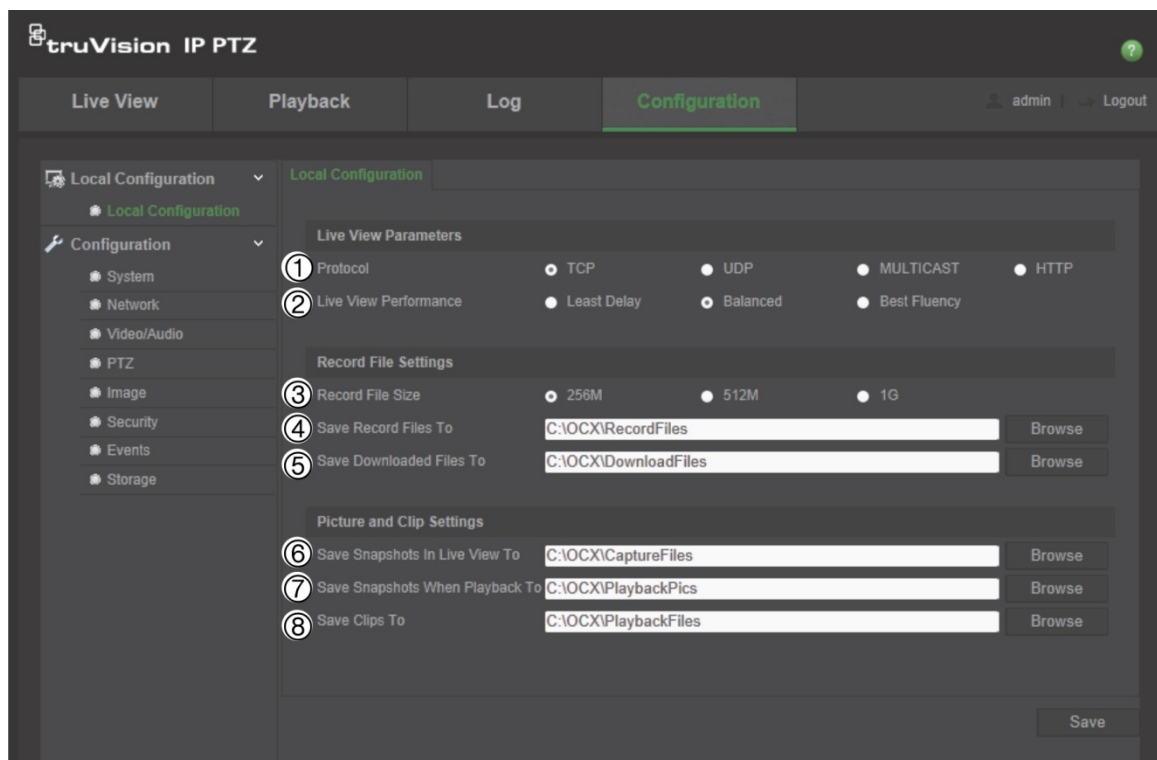 truVision IP PTZ
?
Live View Playback Log Configuration admin | Logout
Local Configuration
Local Configuration
Configuration
System
Network
Video/Audio
PTZ
Image
Security
Events
Storage
Local Configuration
Live View Parameters
① Protocol TCP UDP MULTICAST HTTP
② Live View Performance Least Delay Balanced Best Fluency
Record File Settings
③ Record File Size 256M 512M 1G
④ Save Record Files To C:\OCX\RecordFiles Browse
⑤ Save Downloaded Files To C:\OCX\DownloadFiles Browse
Picture and Clip Settings
⑥ Save Snapshots In Live View To C:\OCX\CaptureFiles Browse
⑦ Save Snapshots When Playback To C:\OCX\PlaybackPics Browse
⑧ Save Clips To C:\OCX\PlaybackFiles Browse
Save